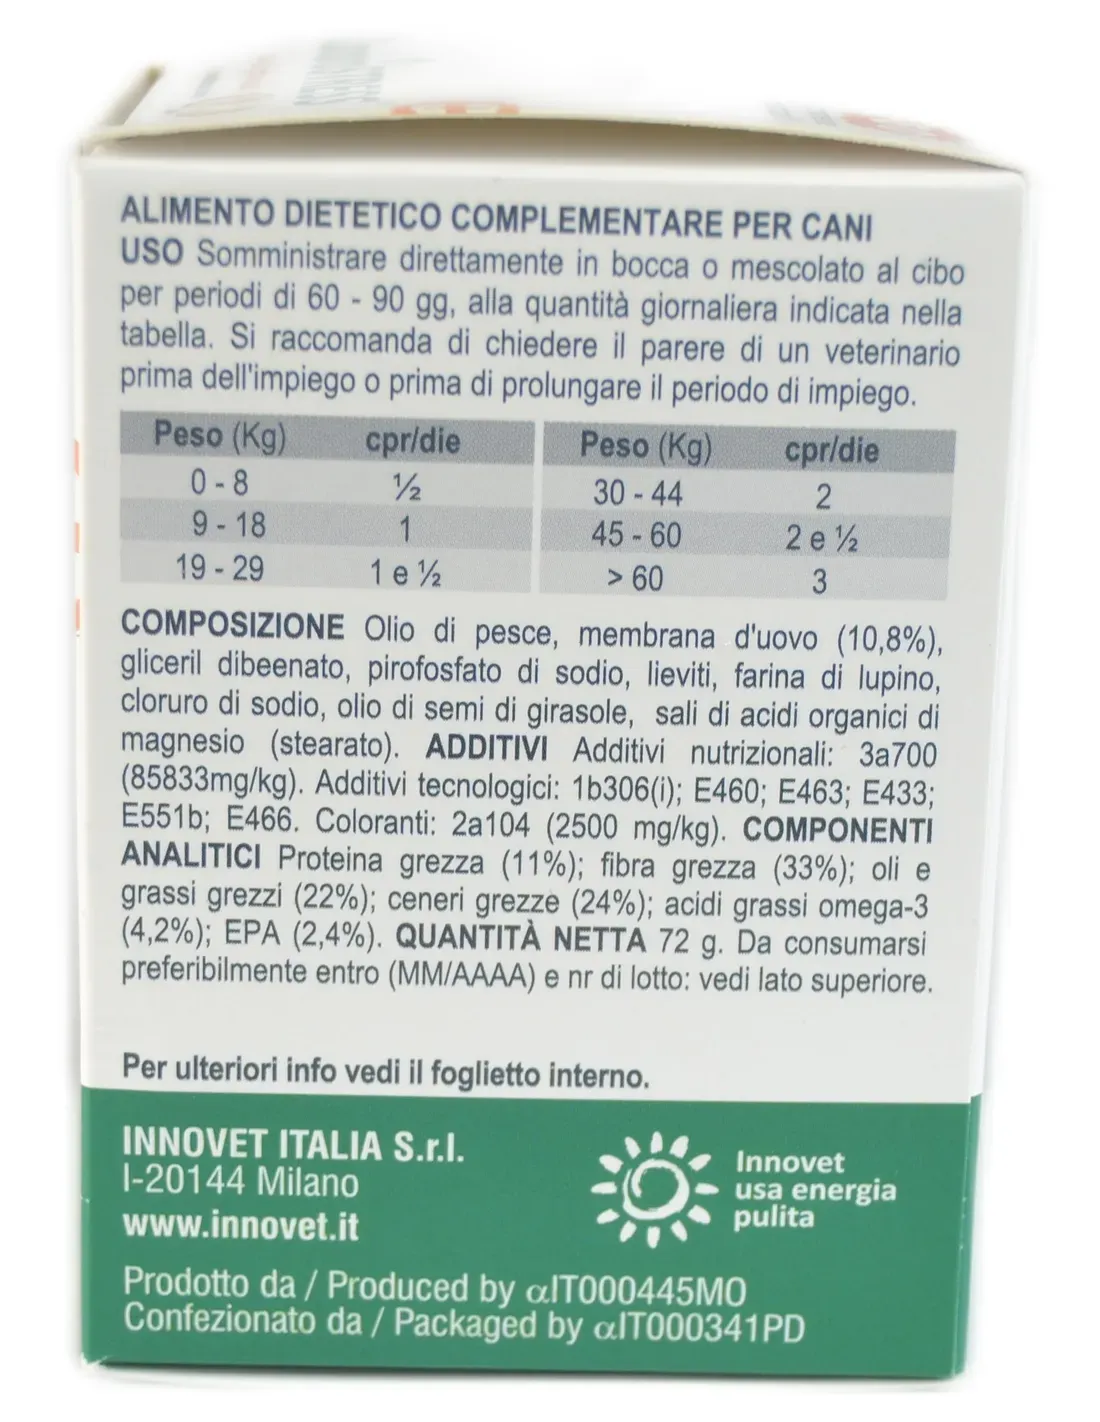 ALIMENTO DIETETICO COMPLEMENTARE PER CANI
USO Somministrare direttamente in bocca o mescolato al cibo
per periodi di 60 - 90 gg, alla quantità giornaliera indicata nella
tabella. Si raccomanda di chiedere il parere di un veterinario
prima dell'impiego o prima di prolungare il periodo di impiego.
Peso (Kg) cpr/die Peso (Kg) cpr/die
0 - 8 ½ 30 - 44 2
9 - 18 1 45 - 60 2 e ½
19 - 29 1 e ½ > 60 3
COMPOSIZIONE Olio di pesce, membrana d'uovo (10,8%),
gliceril dibeenato, pirofosfato di sodio, lieviti, farina di lupino,
cloruro di sodio, olio di semi di girasole, sali di acidi organici di
magnesio (stearato). ADDITIVI Additivi nutrizionali: 3a700
(85833mg/kg). Additivi tecnologici: 1b306(i); E460; E463; E433;
E551b; E466. Coloranti: 2a104 (2500 mg/kg). COMPONENTI
ANALITICI Proteina grezza (11%); fibra grezza (33%); oli e
grassi grezzi (22%); ceneri grezze (24%); acidi grassi omega-3
(4,2%); EPA (2,4%). QUANTITÀ NETTA 72 g. Da consumarsi
preferibilmente entro (MM/AAAA) e nr di lotto: vedi lato superiore.
Per ulteriori info vedi il foglietto interno.
INNOVET ITALIA S.r.l.
I-20144 Milano
www.innovet.it
Innovet
usa energia
pulita
Prodotto da / Produced by αIT000445MO
Confezionato da / Packaged by αIT000341PD